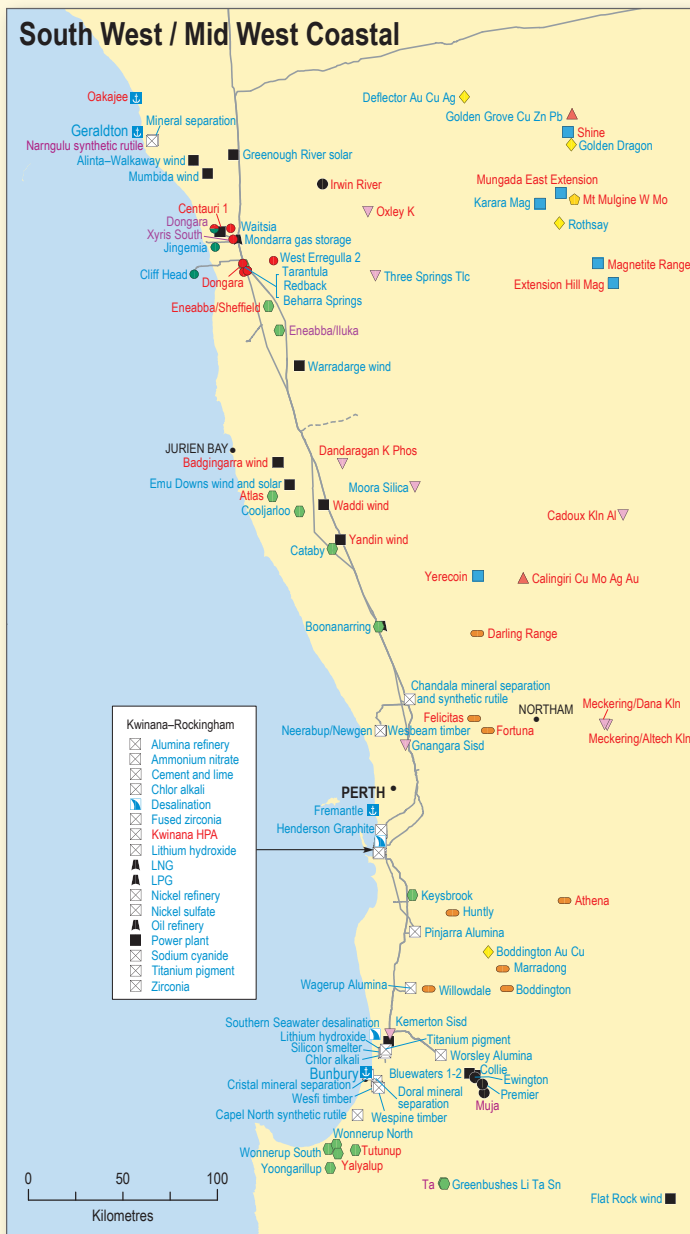 South West / Mid West Coastal
Oakajee
Deflector Au Cu Ag
Golden Grove Cu Zn Pb
Mineral separation
Geraldton
Shine
Narngulu synthetic rutile
Golden Dragon
Alinta–Walkaway wind
Greenough River solar
Mumbida wind
Irwin River
Mungada East Extension
Mt Mulgine W Mo
Karara Mag
Centauri 1
Oxley K
Dongara
Waitsia
Rothsay
Xyris South
Mondarra gas storage
Jingemia
West Erregulla 2
Magnetite Range
Cliff Head
Tarantula
Three Springs Tlc
Dongara
Redback
Extension Hill Mag
Beharra Springs
Eneabba/Sheffield
Eneabba/Iluka
Warradarge wind
JURIEN BAY
Dandaragan K Phos
Badgingarra wind
Emu Downs wind and solar
Moora Silica
Atlas
Waddi wind
Cooljarloo
Cadoux Kln Al
Yandin wind
Cataby
Yerecoin
Calingiri Cu Mo Ag Au
Boonanarring
Darling Range
Chandala mineral separation
and synthetic rutile
NORTHAM
Meckering/Dana Kln
Felicitas
Neerabup/Newgen
Wesbeam timber
Fortuna
Meckering/Altech Kln
Gnangara Sisd
Kwinana–Rockingham
Alumina refinery
Ammonium nitrate
Cement and lime
Chlor alkali
Desalination
Fused zirconia
Kwinana HPA
Lithium hydroxide
LNG
LPG
Nickel refinery
Nickel sulfate
Oil refinery
Power plant
Sodium cyanide
Titanium pigment
Zirconia
PERTH
Fremantle
Henderson Graphite
Keysbrook
Athena
Huntly
Pinjarra Alumina
Boddington Au Cu
Marradong
Wagerup Alumina
Willowdale
Boddington
Southern Seawater desalination
Kemerton Sisd
Lithium hydroxide
Titanium pigment
Silicon smelter
Chlor alkali
Worsley Alumina
Bunbury
Bluewaters 1-2
Collie
Ewington
Cristal mineral separation
Doral mineral
separation
Premier
Wesfi timber
Muja
Capel North synthetic rutile
Wespine timber
Wonnerup North
Wonnerup South
Tutunup
Yalyalup
Yoongarillup
Ta
Greenbushes Li Ta Sn
Flat Rock wind
0 50 100
Kilometres